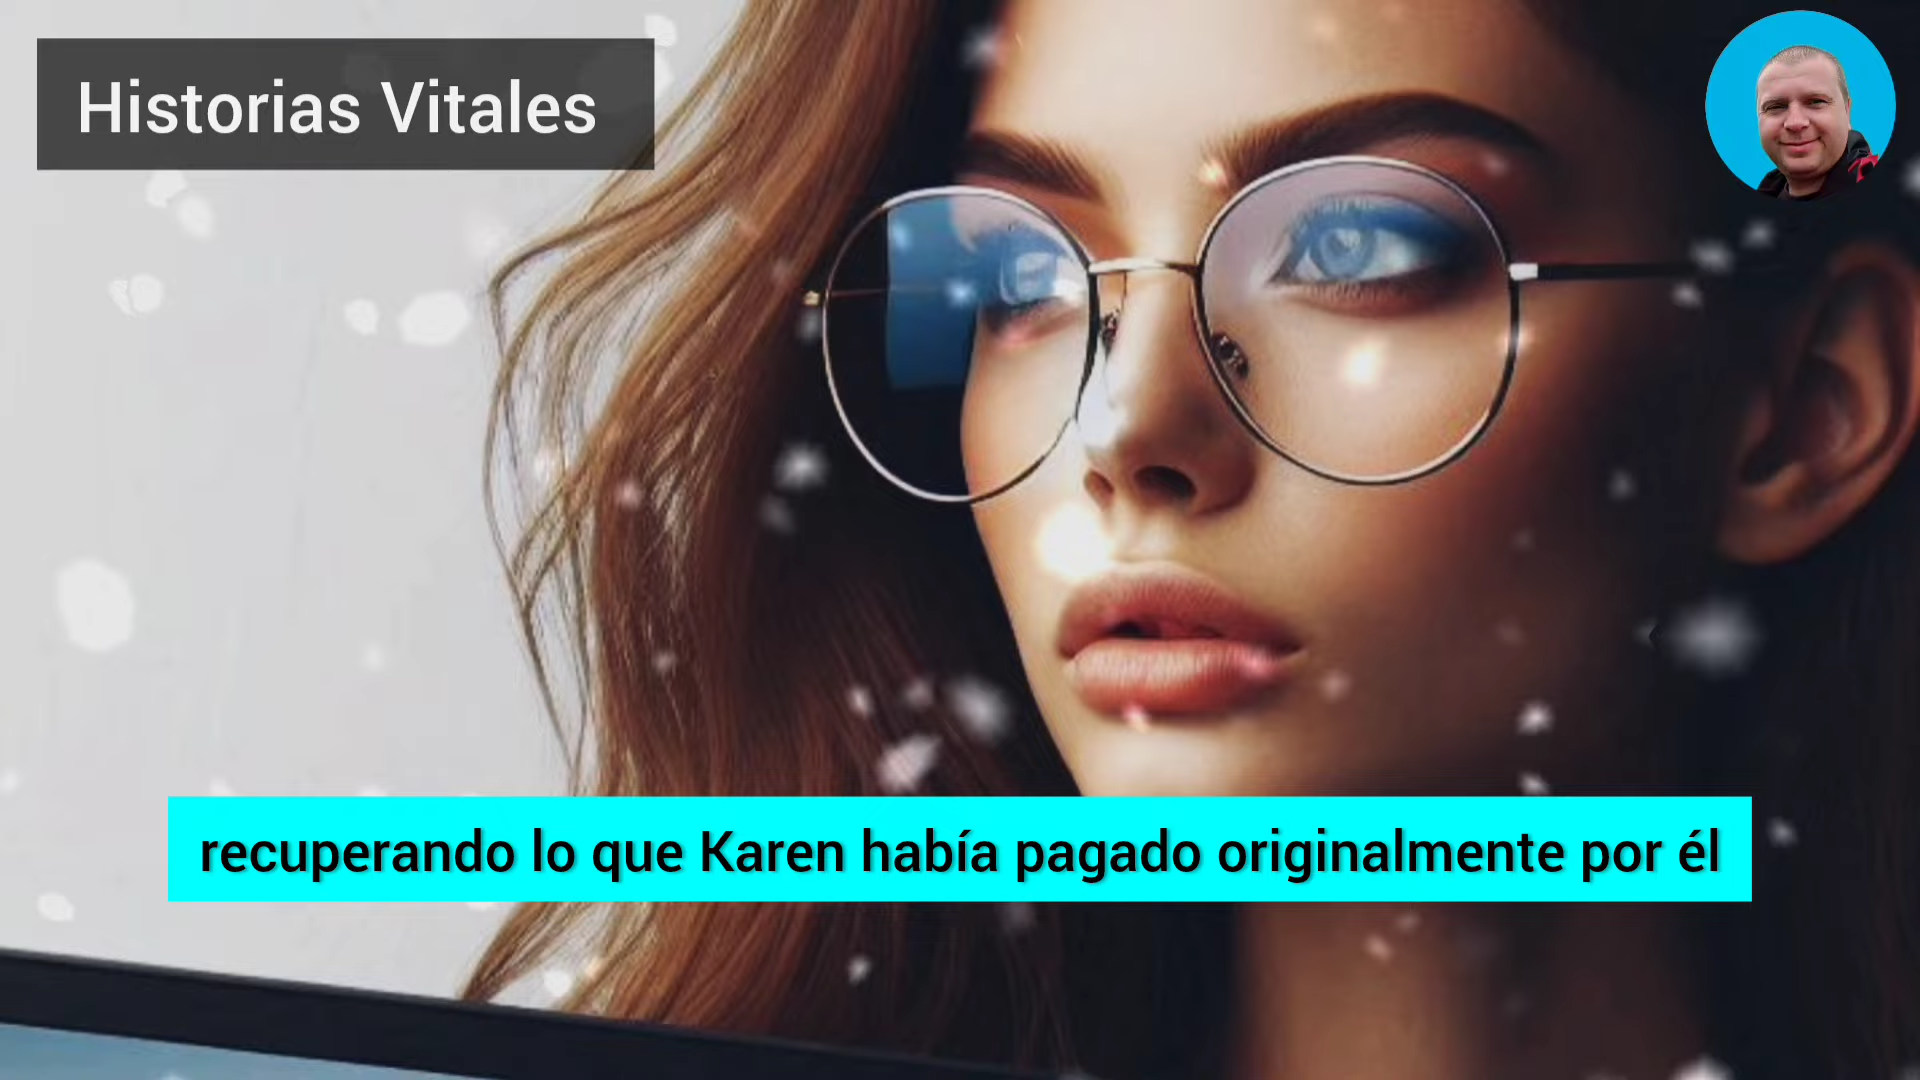 Historias Vitales
recuperando lo que Karen había pagado originalmente por él